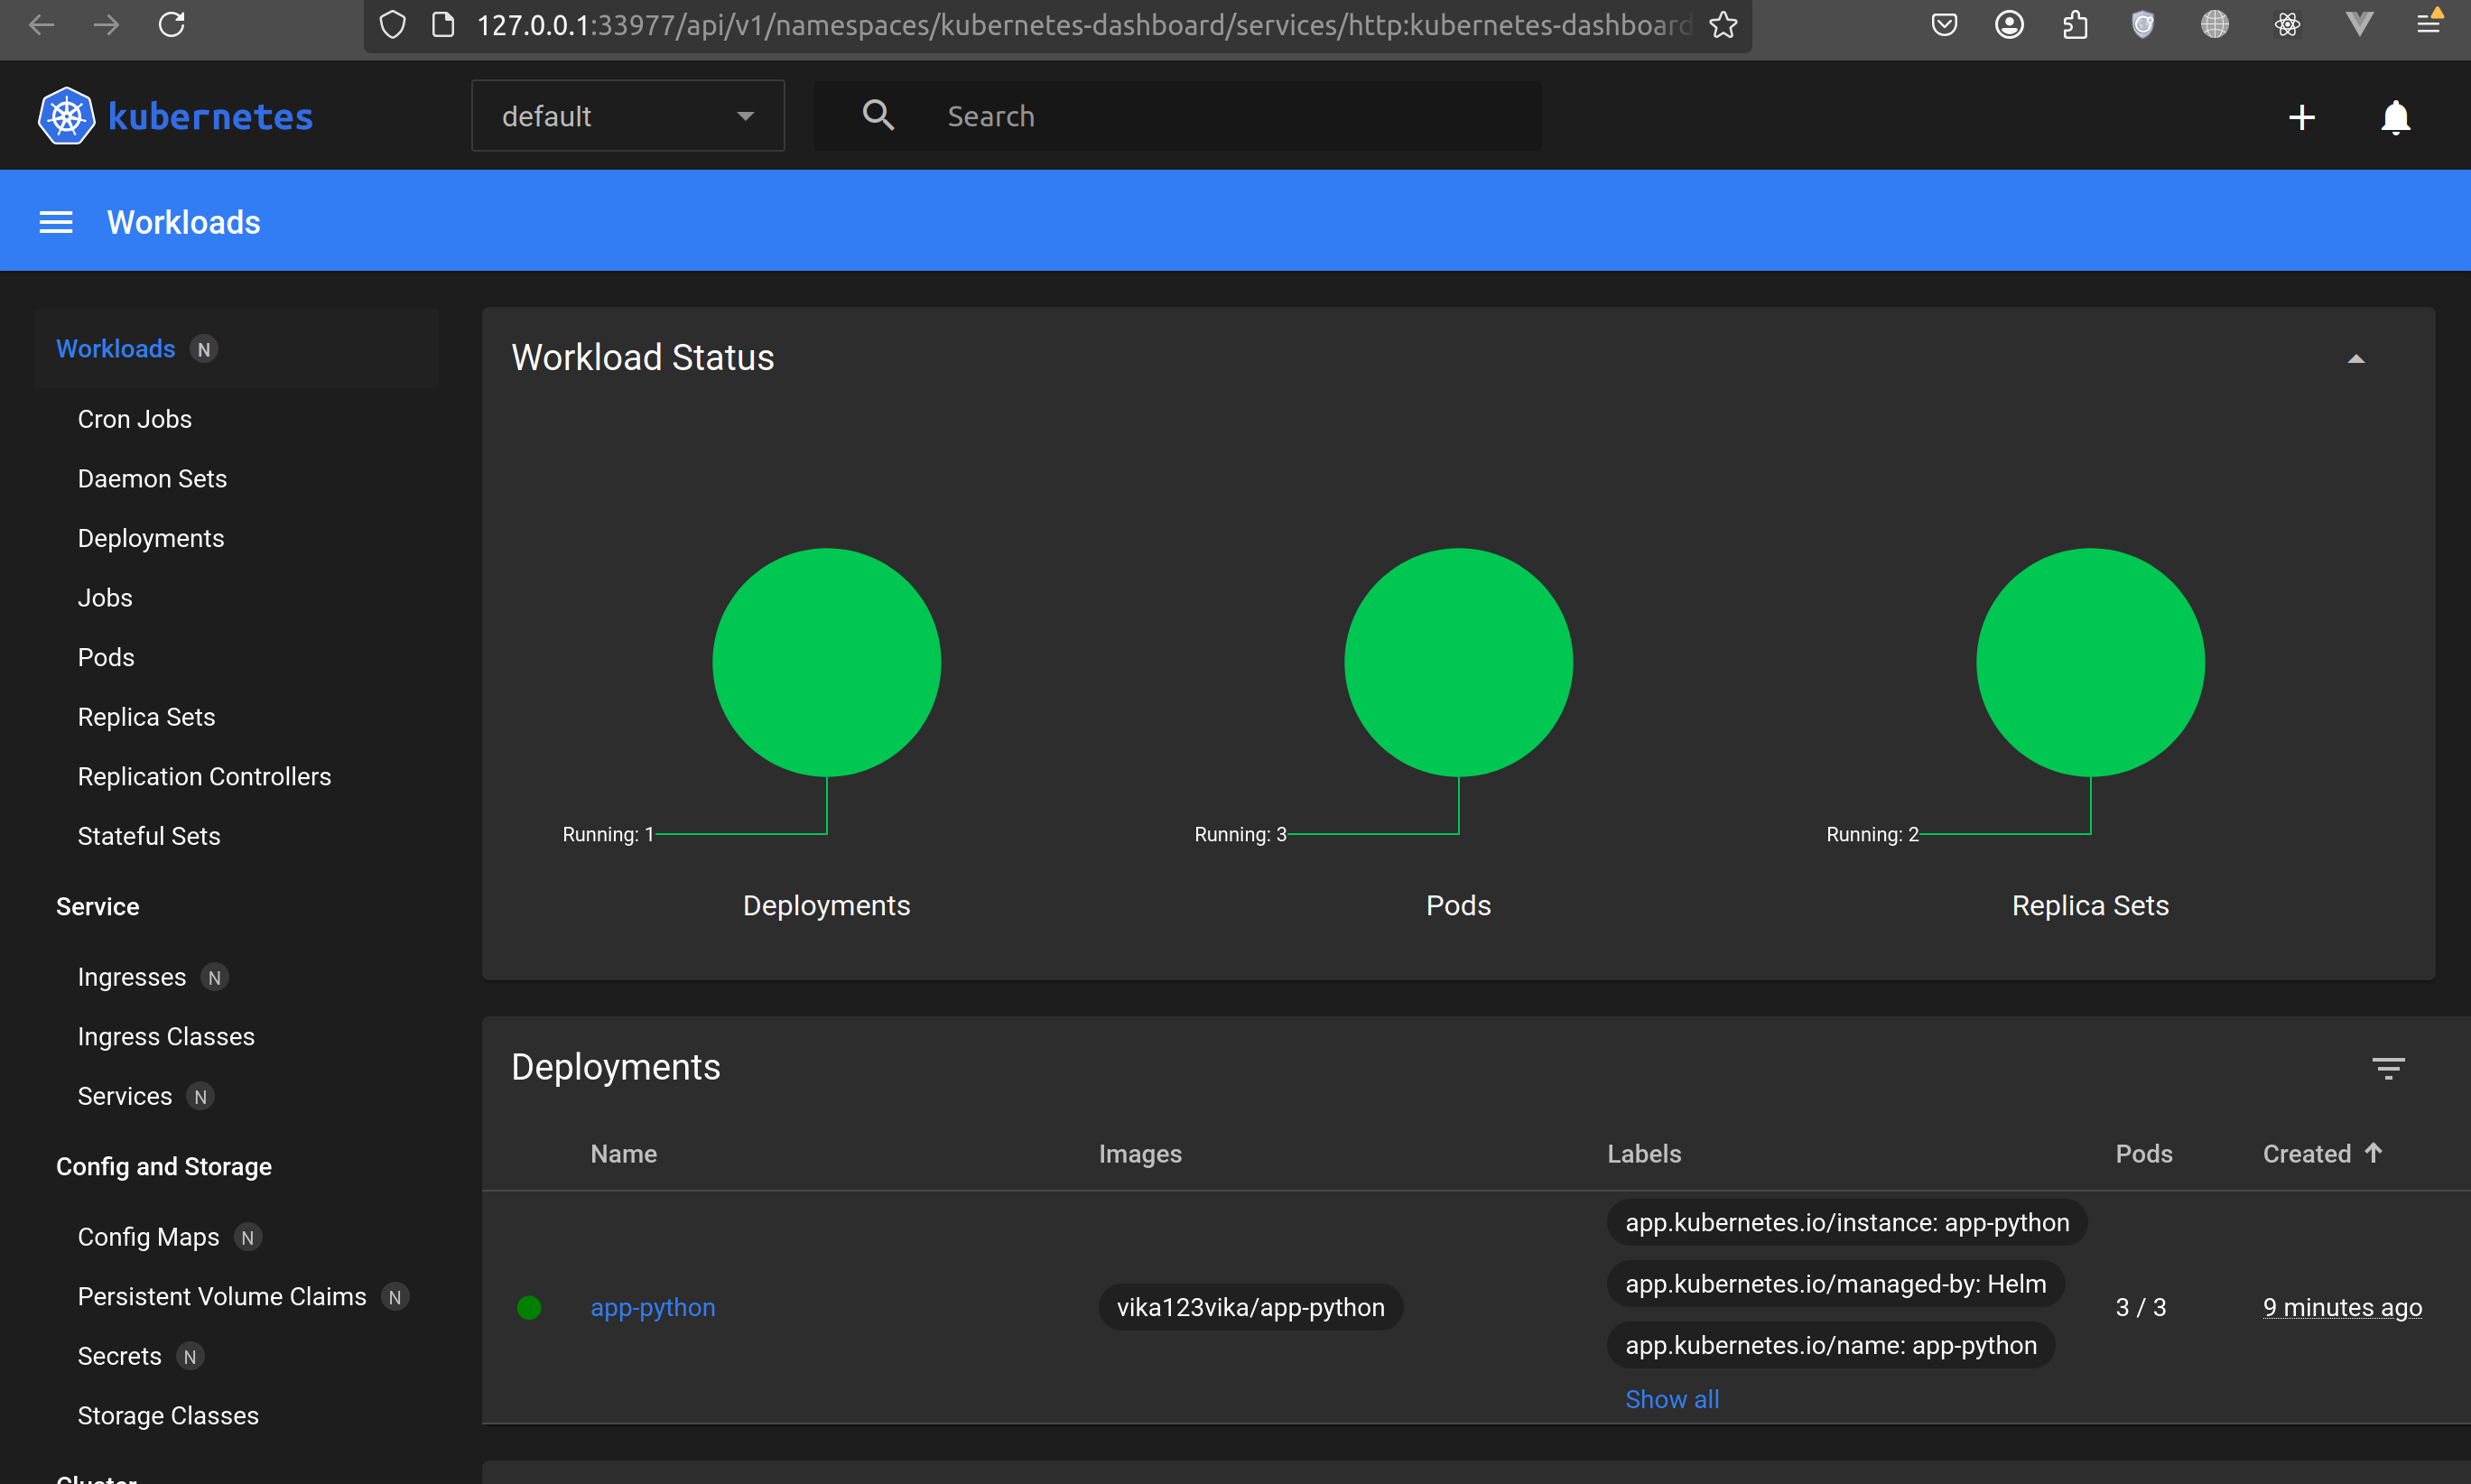 127.0.0.1:33977/api/v1/namespaces/kubernetes-dashboard/services/http:kubernetes-dashboard
kubernetes
default
Search
Workloads
Workloads N
Cron Jobs
Daemon Sets
Deployments
Jobs
Pods
Replica Sets
Replication Controllers
Stateful Sets
Service
Ingresses N
Ingress Classes
Services N
Config and Storage
Config Maps N
Persistent Volume Claims N
Secrets N
Storage Classes
Cluster
Workload Status
Running: 1
Running: 3
Running: 2
Deployments
Pods
Replica Sets
Deployments
Name Images Labels Pods Created
app-python
vika123vika/app-python
app.kubernetes.io/instance: app-python
app.kubernetes.io/managed-by: Helm
app.kubernetes.io/name: app-python
Show all
3 / 3
9 minutes ago